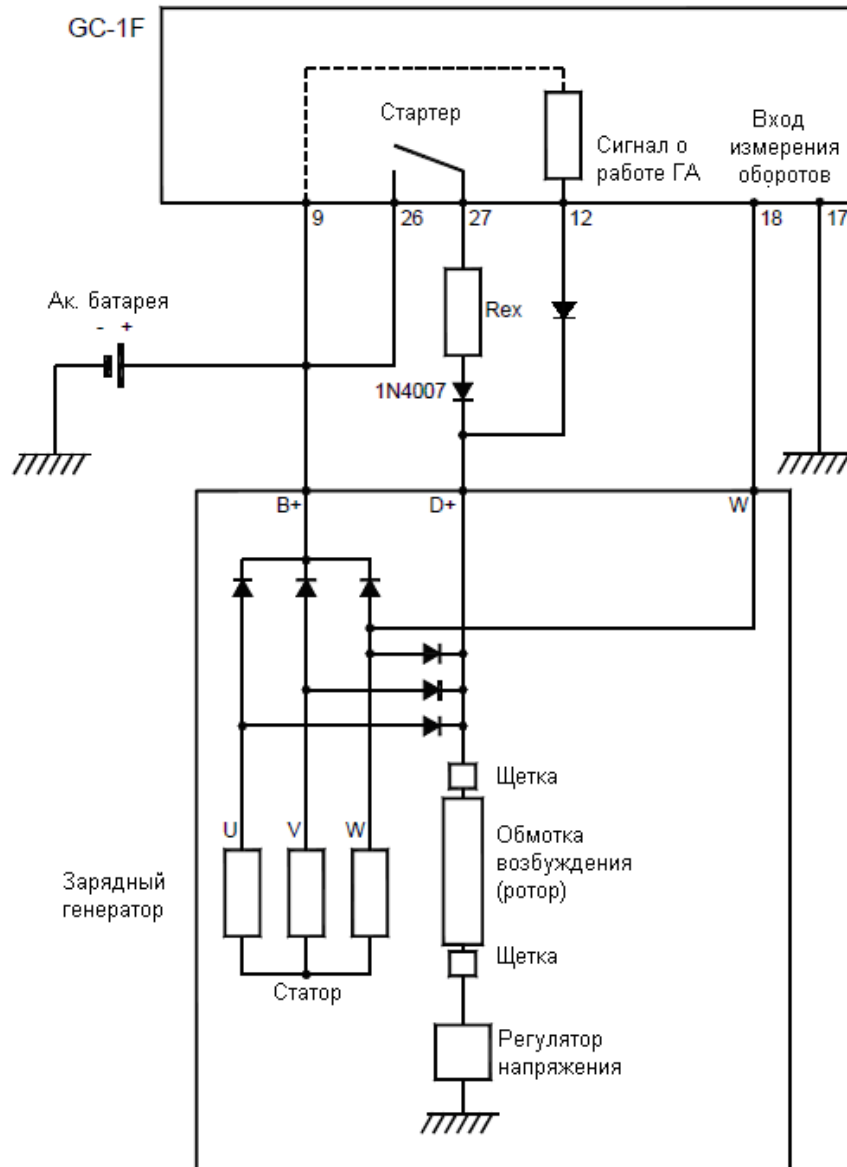 GC-1F
Стартер
Сигнал о
работе ГА
Вход
измерения
оборотов
9
26
27
12
18
17
Ак. батарея
- +
Rex
1N4007
B+
D+
W
Щетка
U
V
W
Обмотка
возбуждения
(ротор)
Зарядный
генератор
Щетка
Статор
Регулятор
напряжения